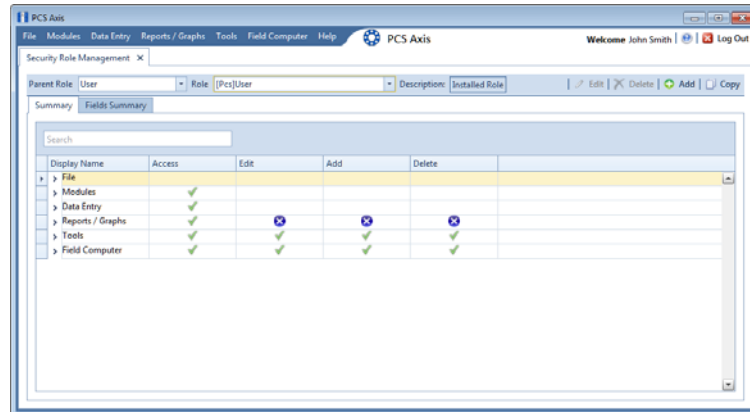 PCS Axis
File Modules Data Entry Reports / Graphs Tools Field Computer Help PCS Axis Welcome John Smith | | Log Out
Security Role Management X
Parent Role User Role [Pcs]User Description: Installed Role | Edit | Delete | Add | Copy
Summary Fields Summary
Search
Display Name Access Edit Add Delete
File
Modules
Data Entry
Reports / Graphs
Tools
Field Computer